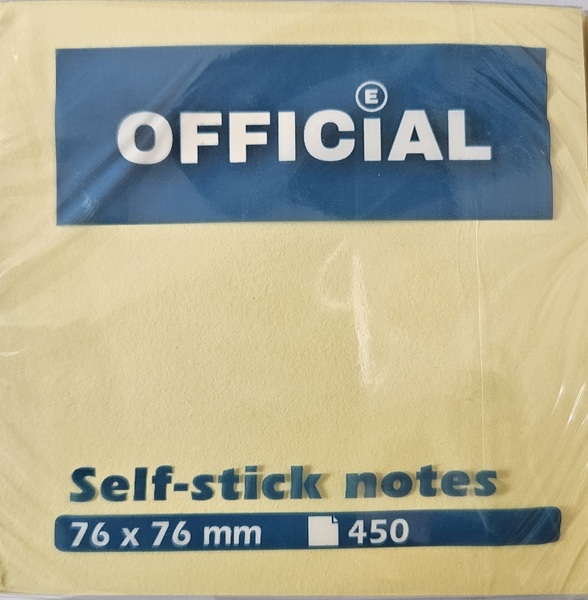 E
OFFICiAL
Self-stick notes
76 x 76 mm 450